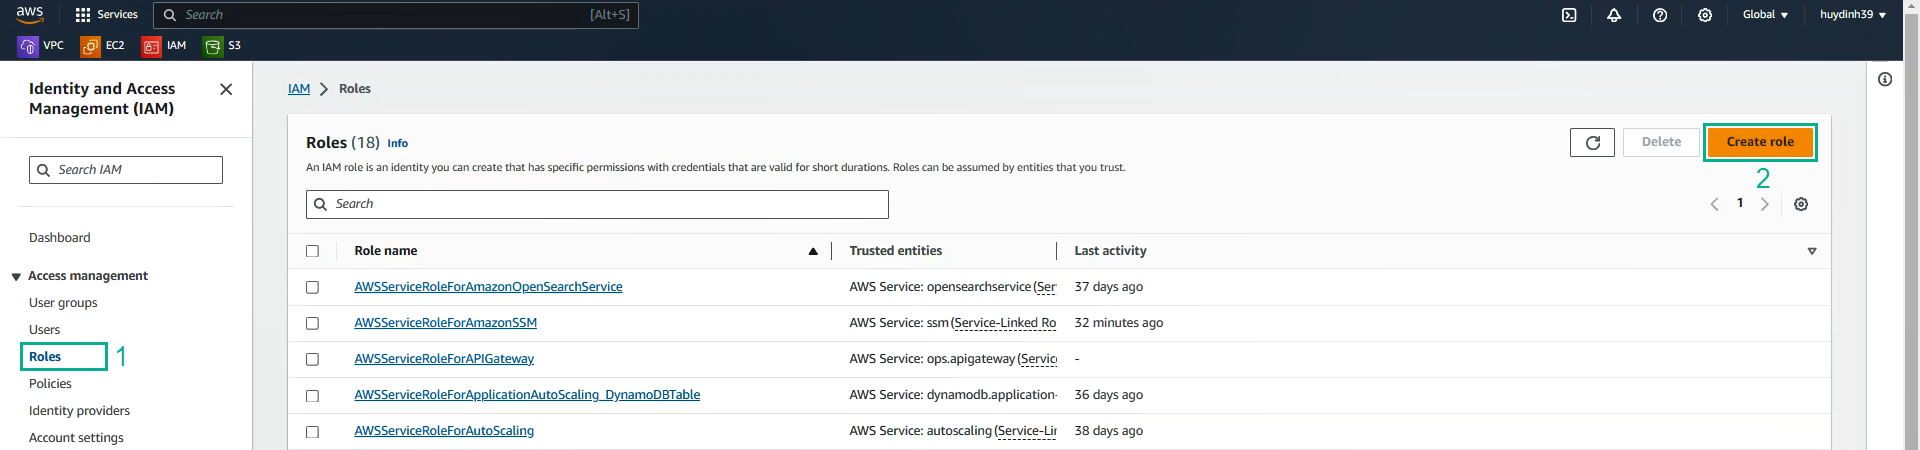 aws Services Search [Alt+S] Global huydinh39
VPC EC2 IAM S3
Identity and Access
Management (IAM)
Search IAM
Dashboard
Access management
User groups
Users
Roles 1
Policies
Identity providers
Account settings
IAM > Roles
Roles (18) Info
Delete
Create role
2
An IAM role is an identity you can create that has specific permissions with credentials that are valid for short durations. Roles can be assumed by entities that you trust.
Search
1
Role name Trusted entities Last activity
AWSServiceRoleForAmazonOpenSearchService AWS Service: opensearchservice (Ser 37 days ago
AWSServiceRoleForAmazonSSM AWS Service: ssm (Service-Linked Ro 32 minutes ago
AWSServiceRoleForAPIGateway AWS Service: ops.apigateway (Servic -
AWSServiceRoleForApplicationAutoScaling_DynamoDBTable AWS Service: dynamodb.application- 36 days ago
AWSServiceRoleForAutoScaling AWS Service: autoscaling (Service-Lin 38 days ago